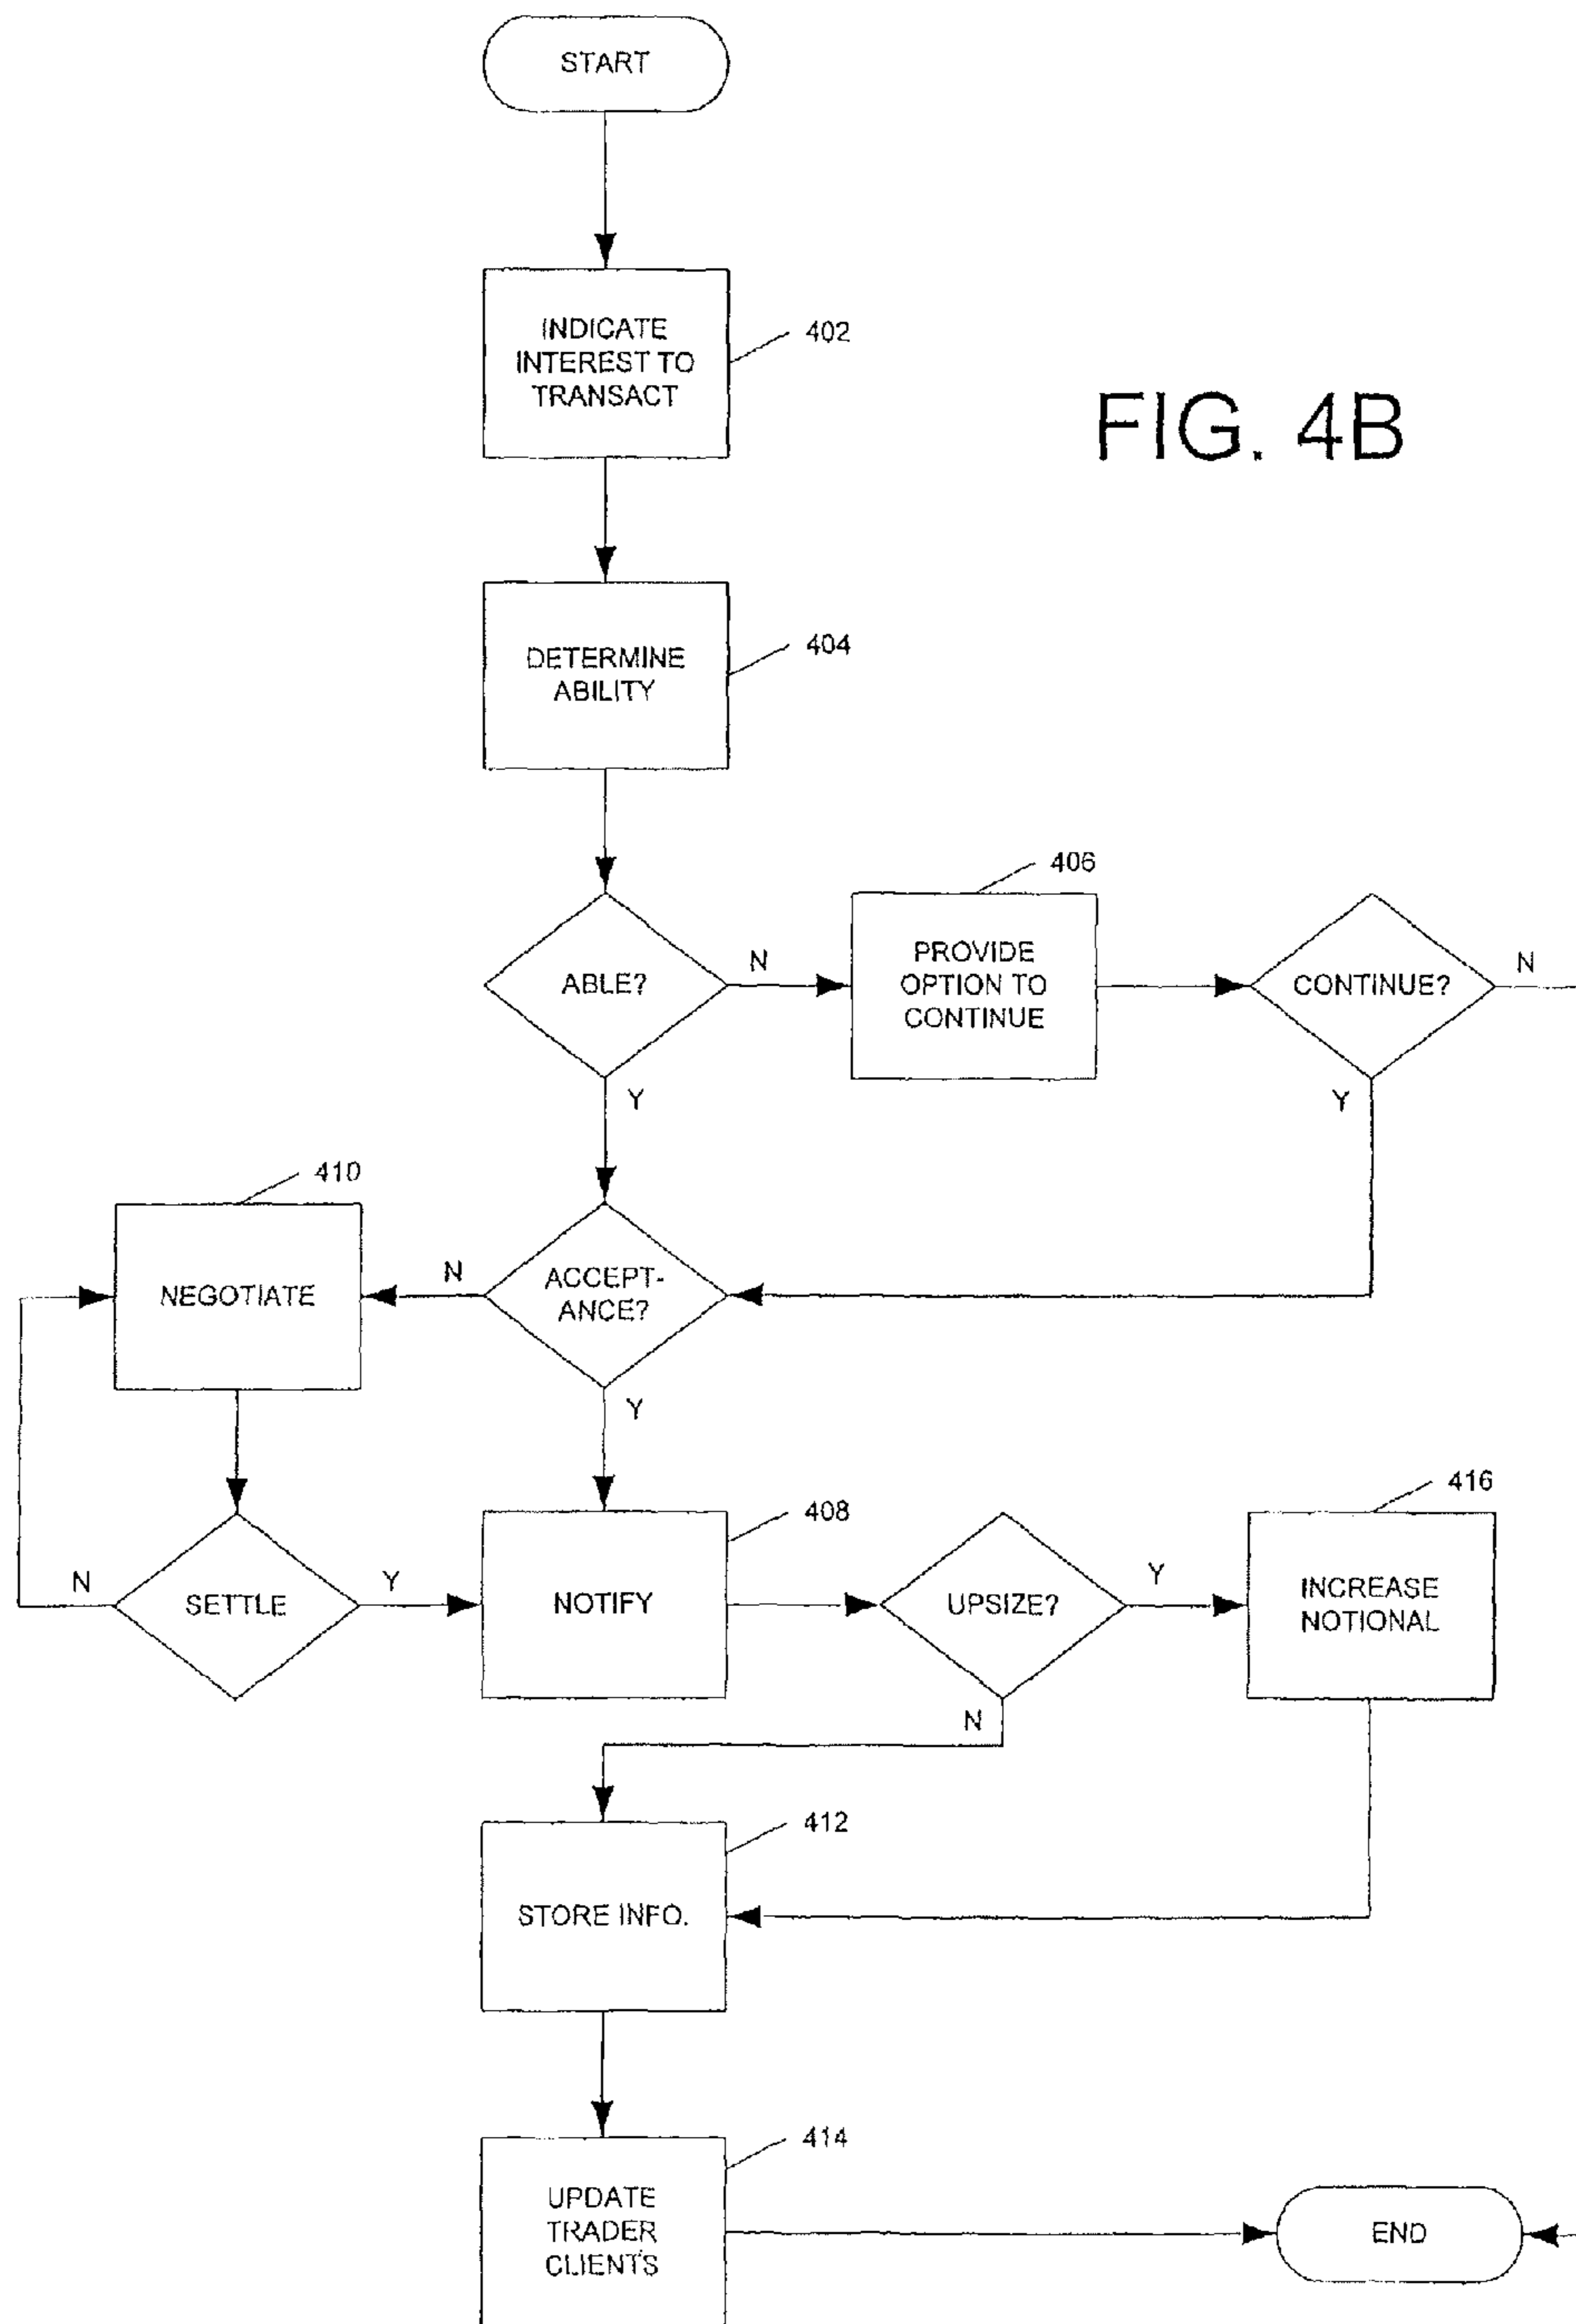 START
INDICATE
INTEREST TO
TRANSACT
402
FIG. 4B
DETERMINE
ABILITY
404
ABLE?
N
Y
406
PROVIDE
OPTION TO
CONTINUE
CONTINUE?
N
Y
410
NEGOTIATE
N
ACCEPT-
ANCE?
Y
N
SETTLE
Y
408
NOTIFY
UPSIZE?
Y
N
416
INCREASE
NOTIONAL
412
STORE INFO.
414
UPDATE
TRADER
CLIENTS
END